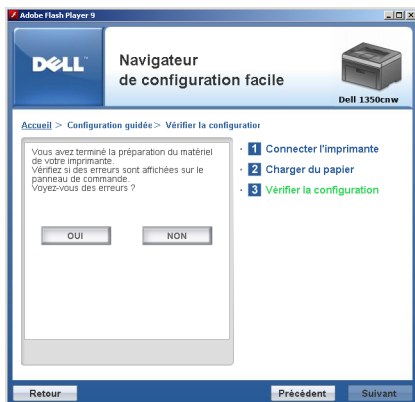 Adobe Flash Player 9
DELL
Navigateur
de configuration facile
Dell 1350cnw
Accueil > Configuration guidée > Vérifier la configuration
Vous avez terminé la préparation du matériel
de votre imprimante.
Vérifiez si des erreurs sont affichées sur le
panneau de commande.
Voyez-vous des erreurs ?
OUI
NON
1 Connecter l'imprimante
2 Charger du papier
3 Vérifier la configuration
Retour
Précédent
Suivant